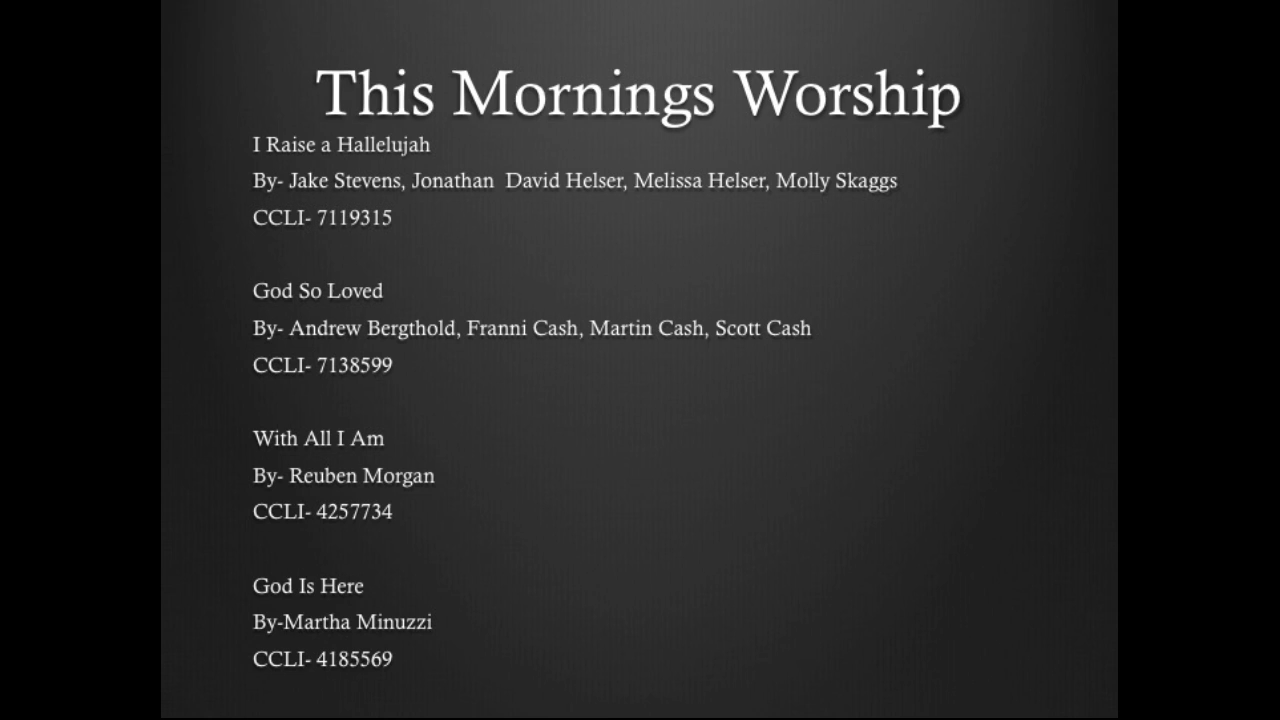 This Mornings Worship
I Raise a Hallelujah
By- Jake Stevens, Jonathan  David Helser, Melissa Helser, Molly Skaggs
CCLI- 7119315
God So Loved
By- Andrew Bergthold, Franni Cash, Martin Cash, Scott Cash
CCLI- 7138599
With All I Am
By- Reuben Morgan
CCLI- 4257734
God Is Here
By-Martha Minuzzi
CCLI- 4185569